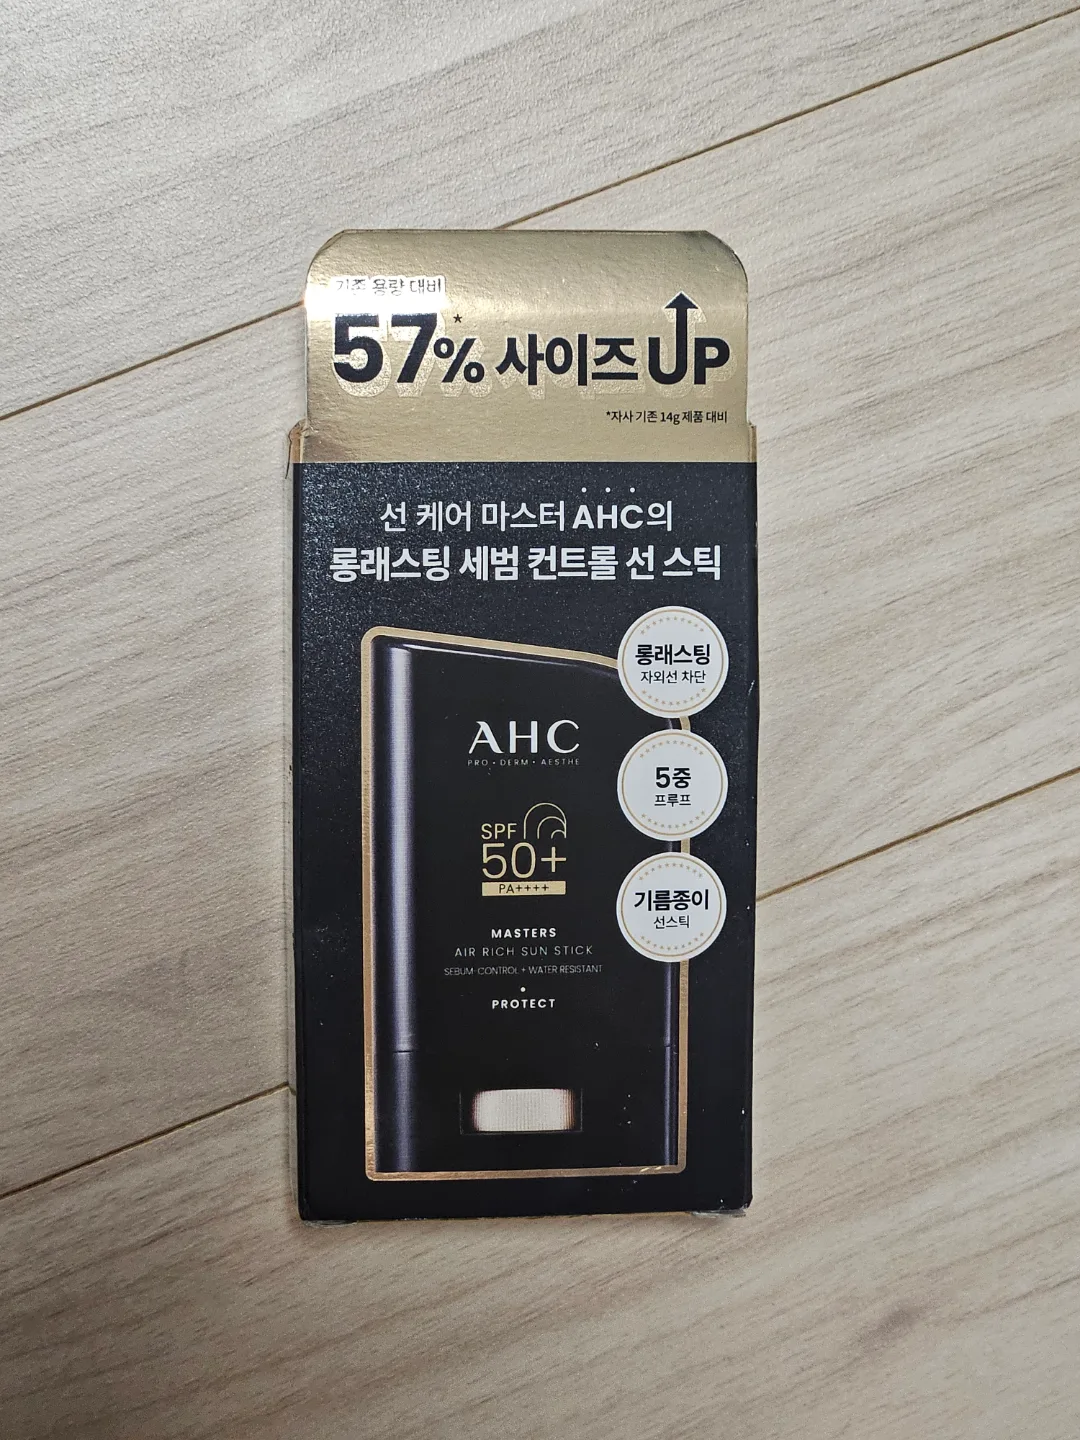 기존 용량 대비
57%* 사이즈 UP
*자사 기존 14g 제품 대비
선 케어 마스터 AHC의
롱래스팅 세범 컨트롤 선 스틱
롱래스팅
자외선 차단
5중
프루프
기름종이
선스틱
AHC
PRO • DERM • AESTHE
SPF
50+
PA++++
MASTERS
AIR RICH SUN STICK
SEBUM-CONTROL + WATER RESISTANT
PROTECT